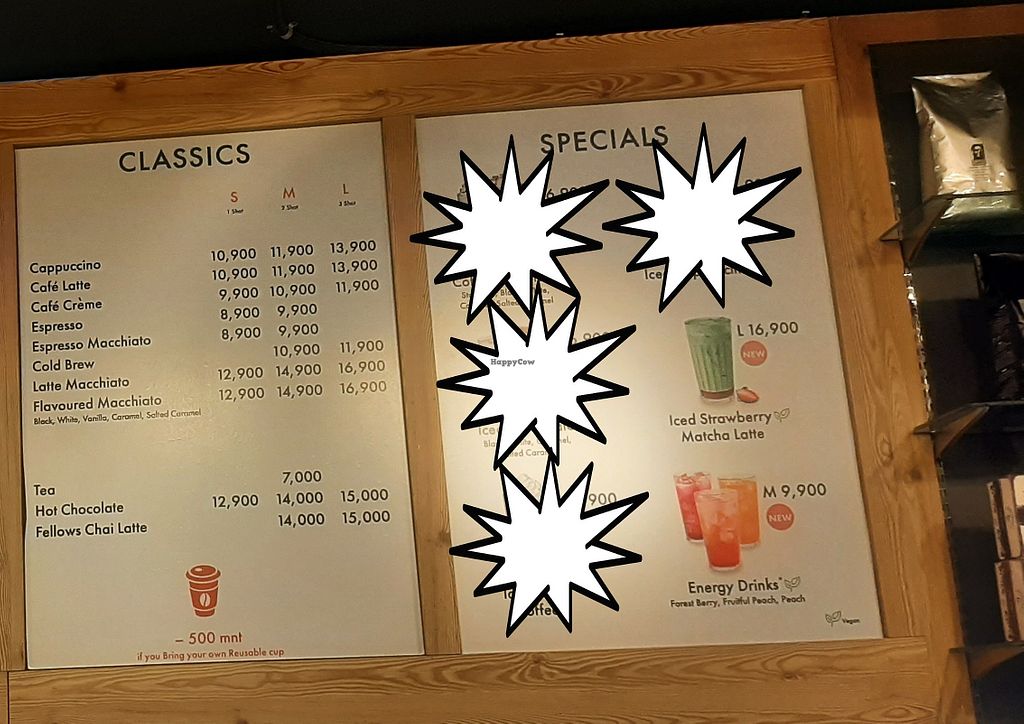 CLASSICS
S M L
1 Shot 2 Shot 3 Shot
Cappuccino 10,900 11,900 13,900
Café Latte 10,900 11,900 13,900
Café Crème 9,900 10,900 11,900
Espresso 8,900 9,900
Espresso Macchiato 8,900 9,900
Cold Brew 10,900 11,900
Latte Macchiato 12,900 14,900 16,900
Flavoured Macchiato 12,900 14,900 16,900
Black, White, Vanilla, Caramel, Salted Caramel
Tea 7,000
Hot Chocolate 12,900 14,000 15,000
Fellows Chai Latte 14,000 15,000
– 500 mnt
if you Bring your own Reusable cup
SPECIALS
HappyCow
L 16,900
NEW
Iced Strawberry
Matcha Latte
M 9,900
NEW
Energy Drinks*
Forest Berry, Fruitful Peach, Peach
Vegan